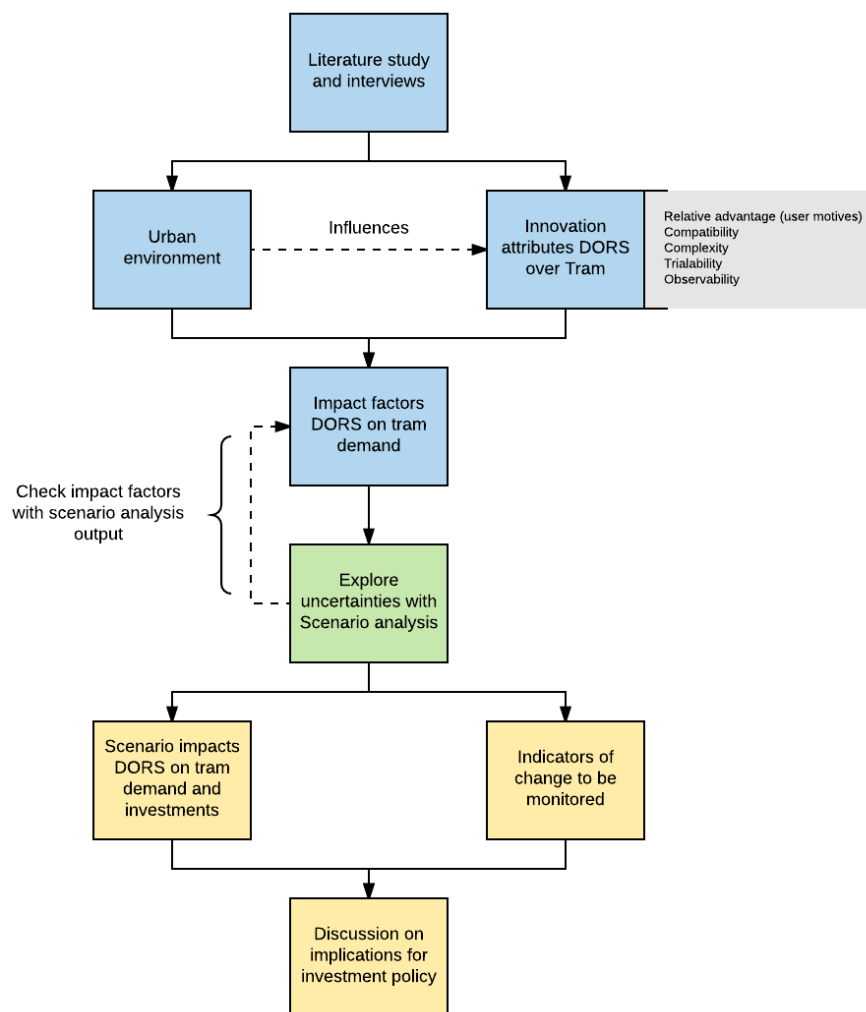 Literature study
and interviews
Urban
environment
Influences
Innovation
attributes DORS
over Tram
Relative advantage (user motives)
Compatibility
Complexity
Trialability
Observability
Impact factors
DORS on tram
demand
Check impact factors
with scenario analysis
output
Explore
uncertainties with
Scenario analysis
Scenario impacts
DORS on tram
demand and
investments
Indicators of
change to be
monitored
Discussion on
implications for
investment policy